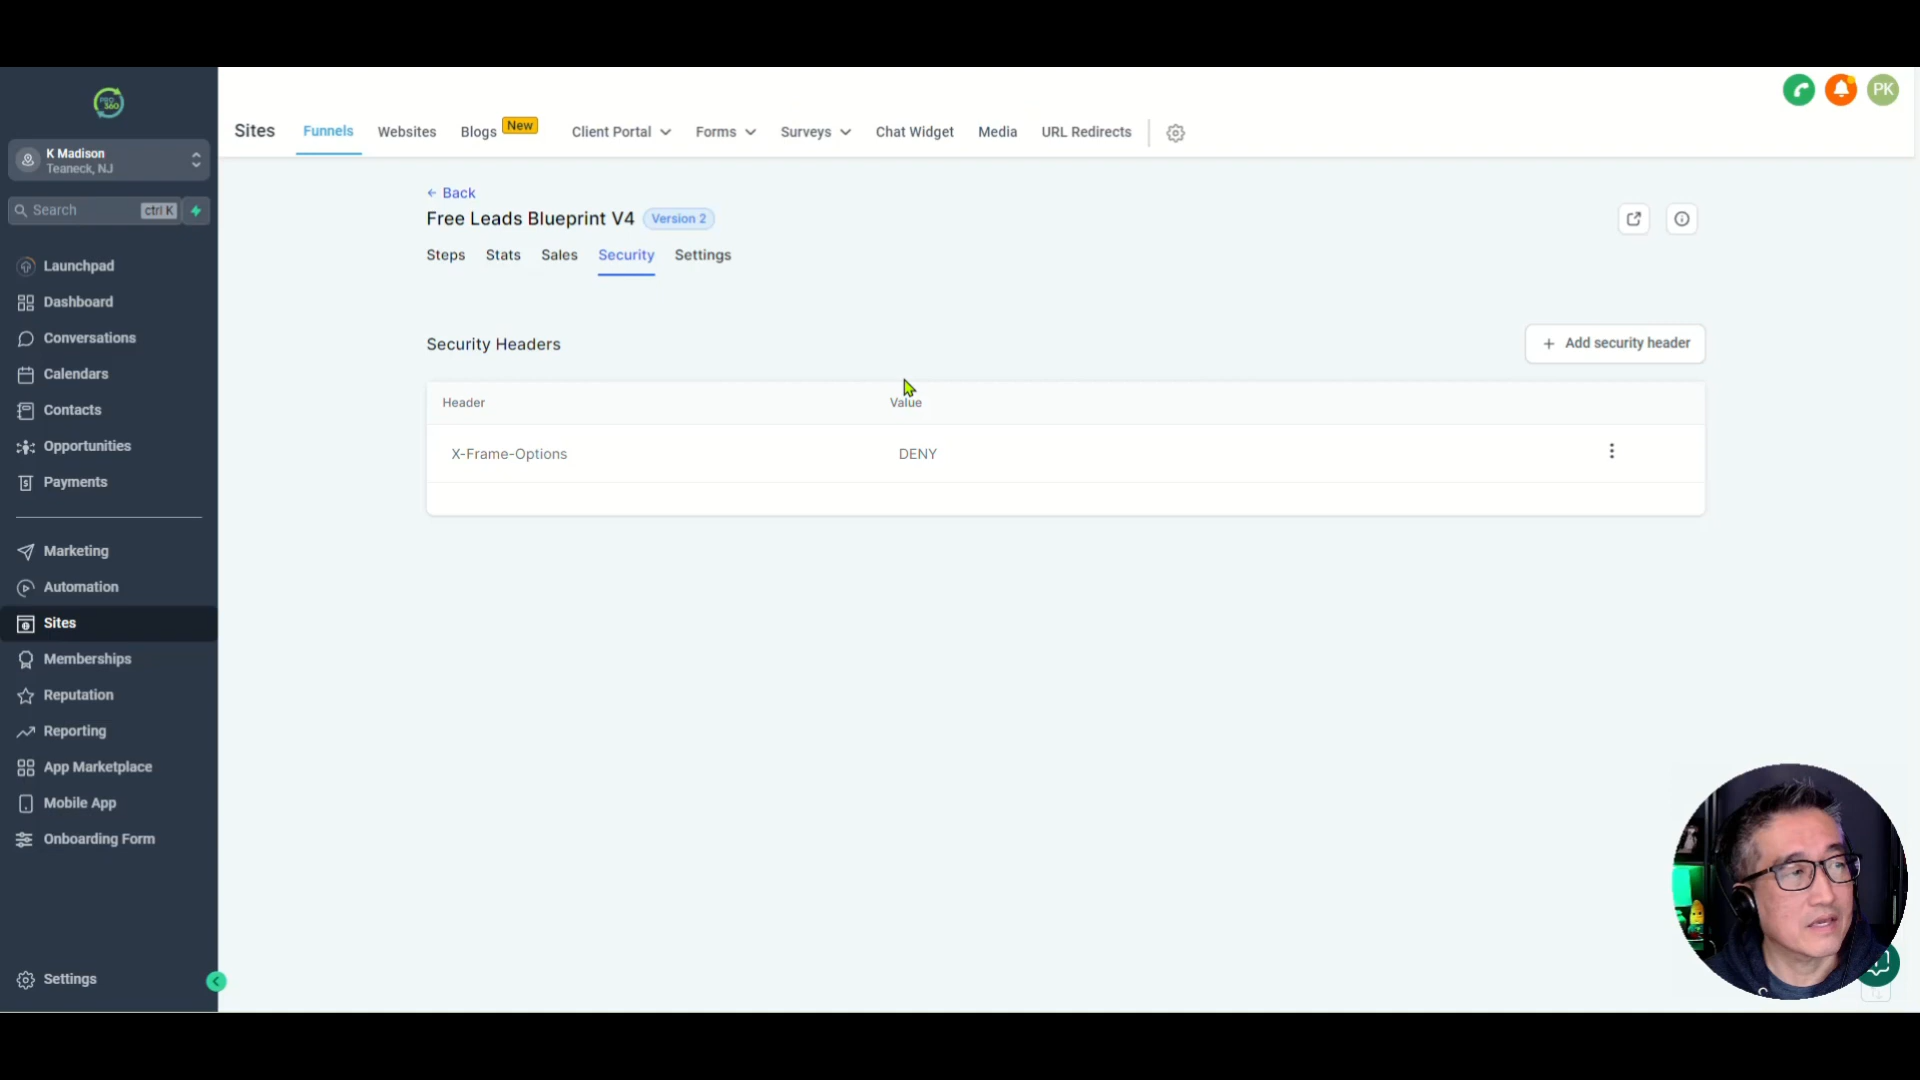 PRO
360
K Madison
Teaneck, NJ
Search
ctrl K
Launchpad
Dashboard
Conversations
Calendars
Contacts
Opportunities
Payments
Marketing
Automation
Sites
Memberships
Reputation
Reporting
App Marketplace
Mobile App
Onboarding Form
Settings
Sites
Funnels
Websites
Blogs
New
Client Portal
Forms
Surveys
Chat Widget
Media
URL Redirects
PK
← Back
Free Leads Blueprint V4
Version 2
Steps
Stats
Sales
Security
Settings
Security Headers
+ Add security header
Header
Value
X-Frame-Options
DENY